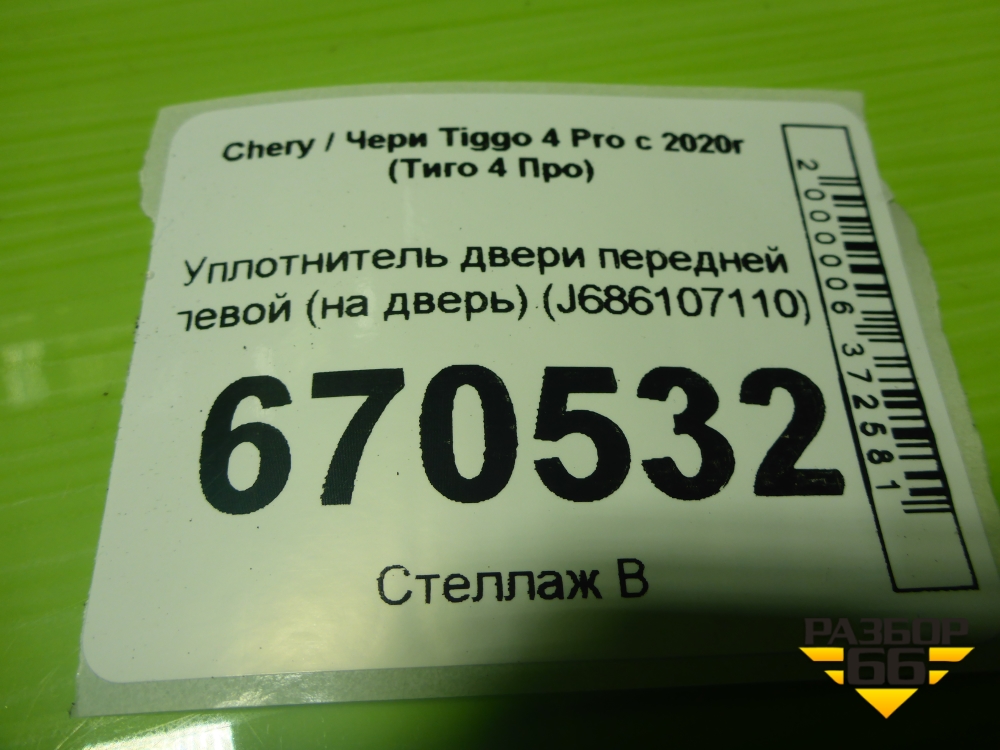 Chery / Чери Tiggo 4 Pro с 2020г
(Тиго 4 Про)
Уплотнитель двери передней
левой (на дверь) (J686107110)
670532
Стеллаж В
2000006372581
РАЗБОР
66